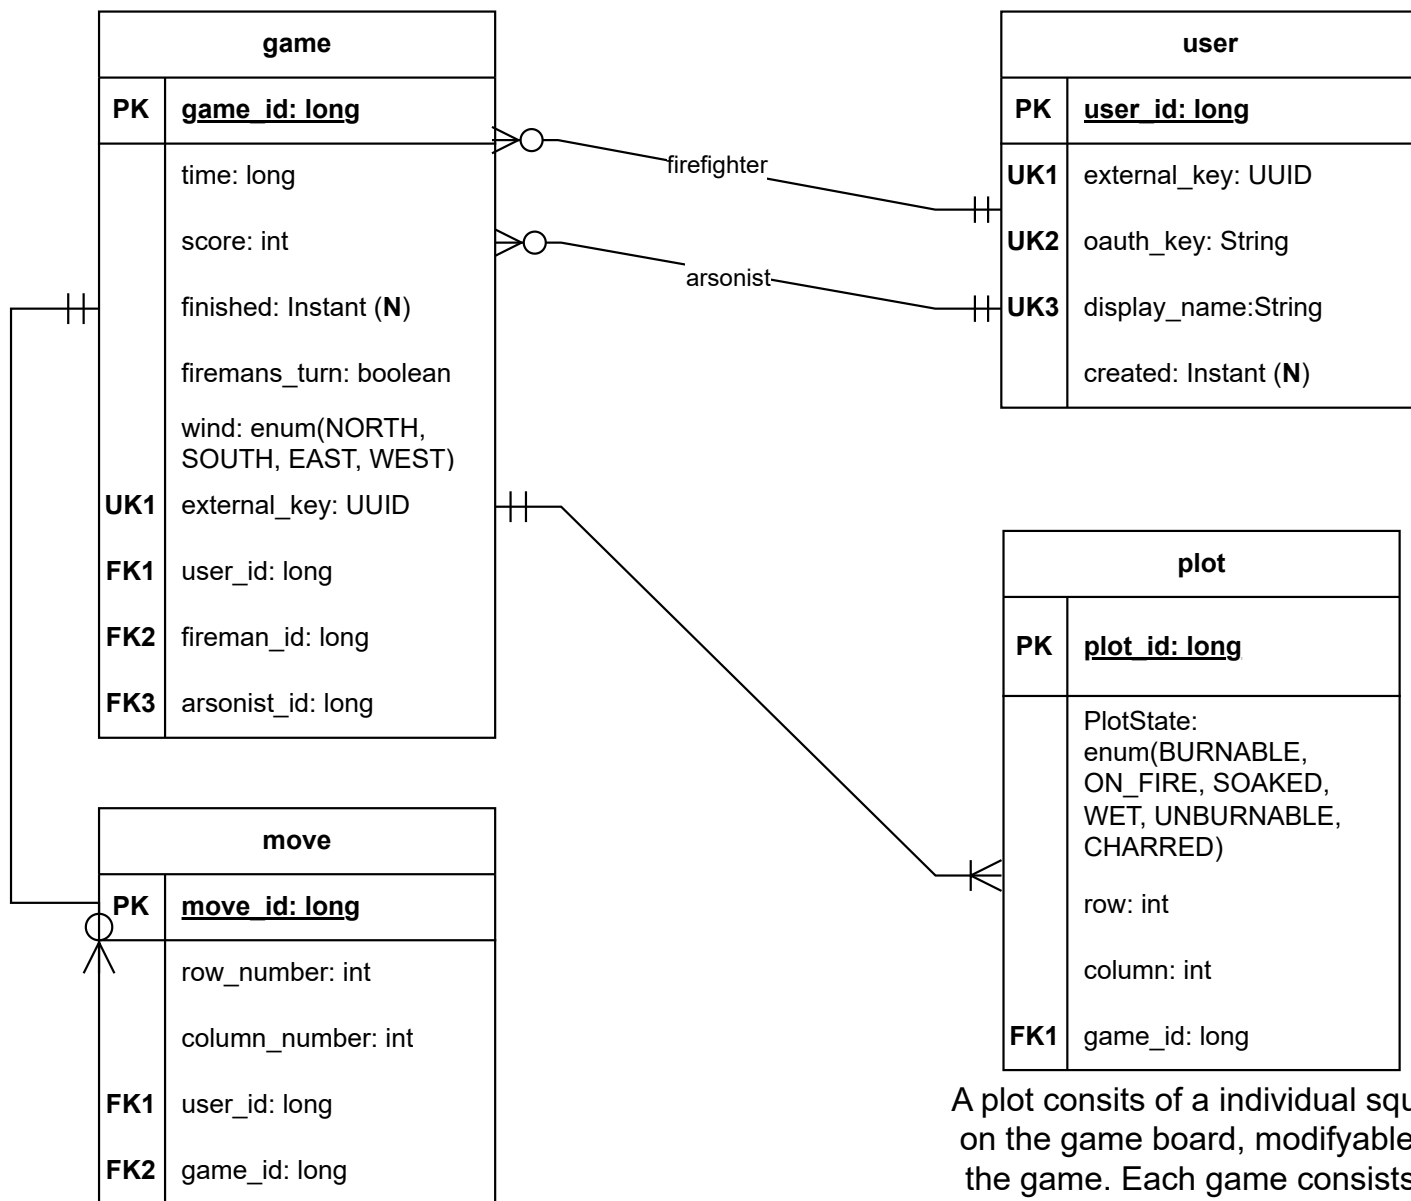 game
PK game_id: long
time: long
score: int
finished: Instant (N)
firemans_turn: boolean
wind: enum(NORTH,
SOUTH, EAST, WEST)
UK1 external_key: UUID
FK1 user_id: long
FK2 fireman_id: long
FK3 arsonist_id: long
firefighter
arsonist
user
PK user_id: long
UK1 external_key: UUID
UK2 oauth_key: String
UK3 display_name:String
created: Instant (N)
move
PK move_id: long
row_number: int
column_number: int
FK1 user_id: long
FK2 game_id: long
plot
PK plot_id: long
PlotState:
enum(BURNABLE,
ON_FIRE, SOAKED,
WET, UNBURNABLE,
CHARRED)
row: int
column: int
FK1 game_id: long
A plot consits of a individual squ
on the game board, modifyable
the game. Each game consists